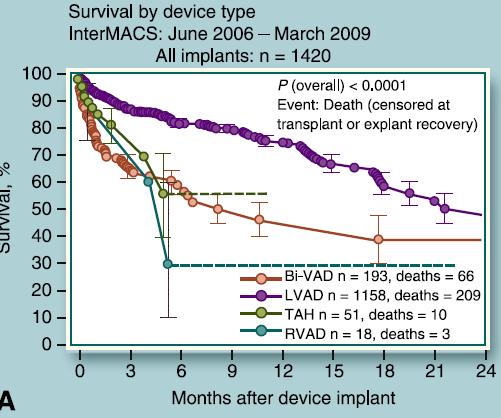 Survival by device type
InterMACS: June 2006 – March 2009
All implants: n = 1420
P (overall) < 0.0001
Event: Death (censored at
transplant or explant recovery)
Survival, %
100
90
80
70
60
50
40
30
20
10
0
Bi-VAD n = 193, deaths = 66
LVAD n = 1158, deaths = 209
TAH n = 51, deaths = 10
RVAD n = 18, deaths = 3
0 3 6 9 12 15 18 21 24
Months after device implant
A